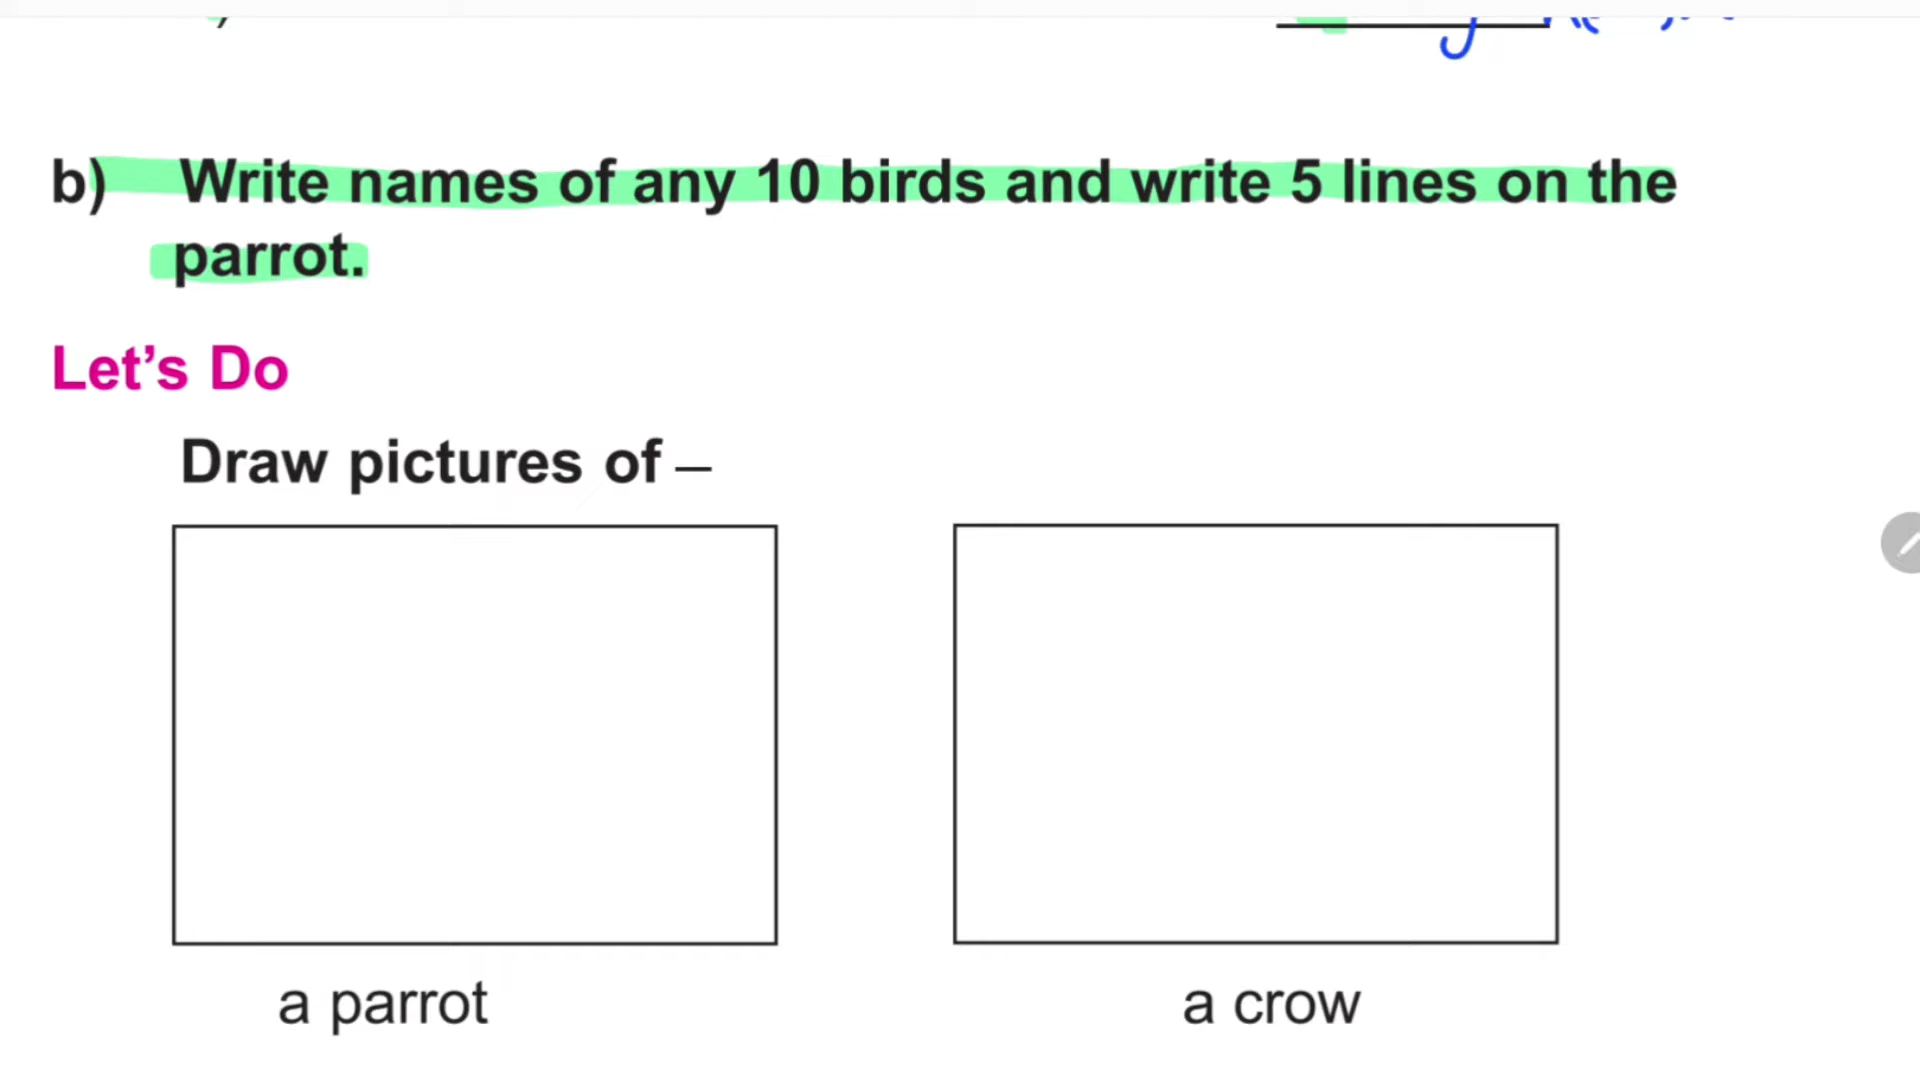 b) Write names of any 10 birds and write 5 lines on the
parrot.
Let's Do
Draw pictures of –
a parrot
a crow